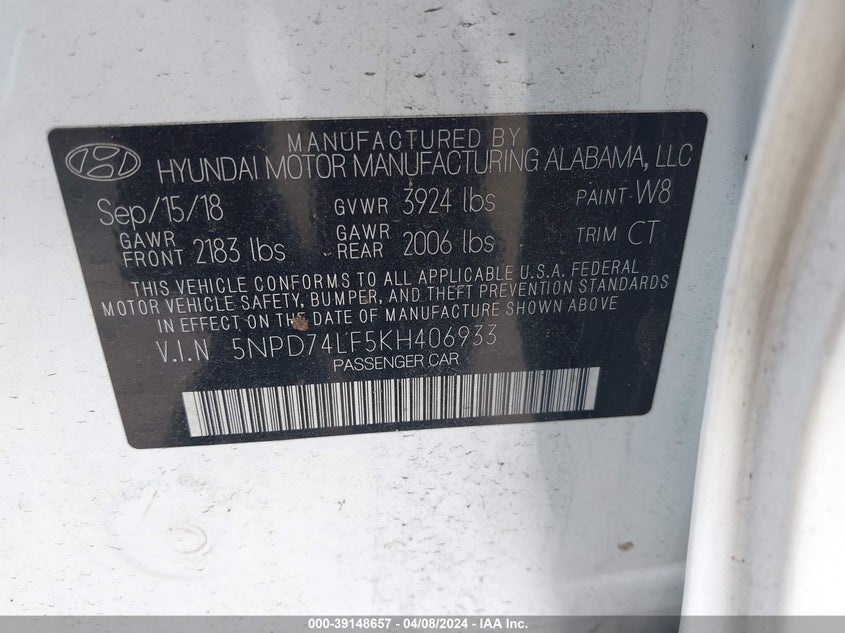 MANUFACTURED BY
HYUNDAI MOTOR MANUFACTURING ALABAMA, LLC
Sep/15/18 GVWR 3924 lbs PAINT W8
GAWR FRONT 2183 lbs GAWR REAR 2006 lbs TRIM CT
THIS VEHICLE CONFORMS TO ALL APPLICABLE U.S.A. FEDERAL
MOTOR VEHICLE SAFETY, BUMPER, AND THEFT PREVENTION STANDARDS
IN EFFECT ON THE DATE OF MANUFACTURE SHOWN ABOVE
V.I.N 5NPD74LF5KH406933
PASSENGER CAR
000-39148657 - 04/08/2024 - IAA Inc.